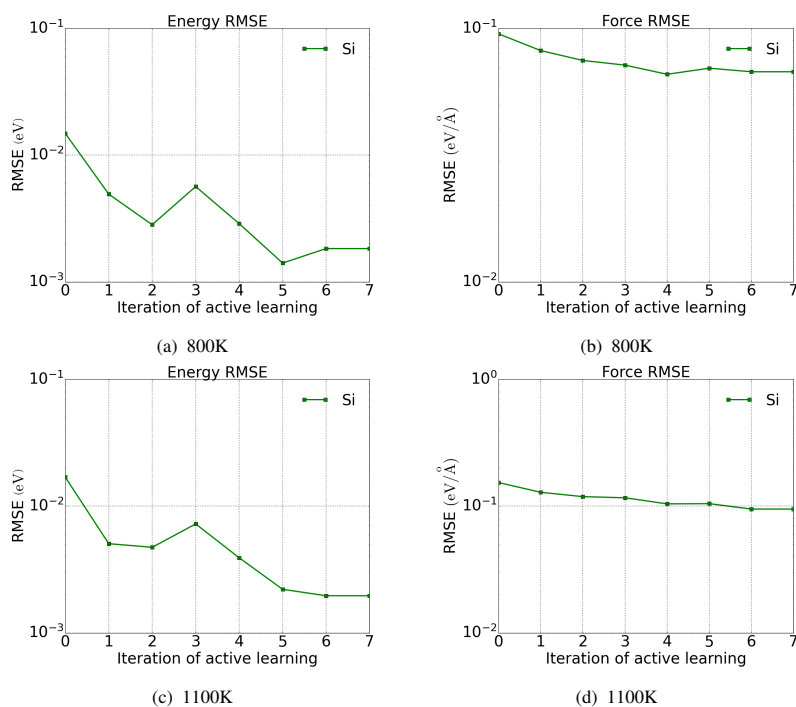 Energy RMSE
Si
RMSE (eV)
10⁻¹
10⁻²
10⁻³
0 1 2 3 4 5 6 7
Iteration of active learning
(a) 800K
Force RMSE
Si
RMSE (eV/Å)
10⁻¹
10⁻²
0 1 2 3 4 5 6 7
Iteration of active learning
(b) 800K
Energy RMSE
Si
RMSE (eV)
10⁻¹
10⁻²
10⁻³
0 1 2 3 4 5 6 7
Iteration of active learning
(c) 1100K
Force RMSE
Si
RMSE (eV/Å)
10⁰
10⁻¹
10⁻²
0 1 2 3 4 5 6 7
Iteration of active learning
(d) 1100K